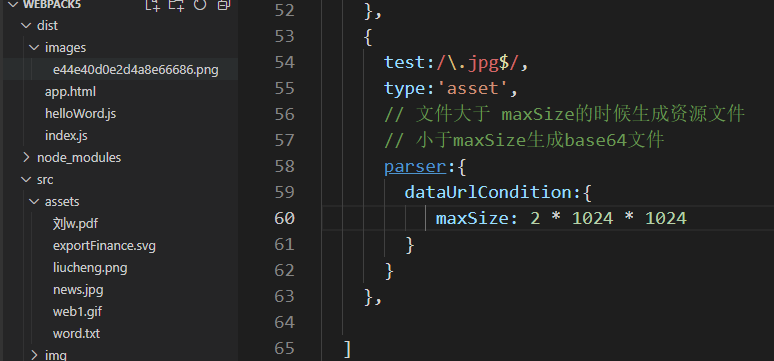 WEBPACK5
dist
images
e44e40d0e2d4a8e66686.png
app.html
helloWord.js
index.js
node_modules
src
assets
刘w.pdf
exportFinance.svg
liucheng.png
news.jpg
web1.gif
word.txt
img
52 },
53 {
54 test:/\.jpg$/,
55 type:'asset',
56 // 文件大于 maxSize的时候生成资源文件
57 // 小于maxSize生成base64文件
58 parser:{
59 dataUrlCondition:{
60 maxSize: 2 * 1024 * 1024
61 }
62 }
63 },
64
65 ]